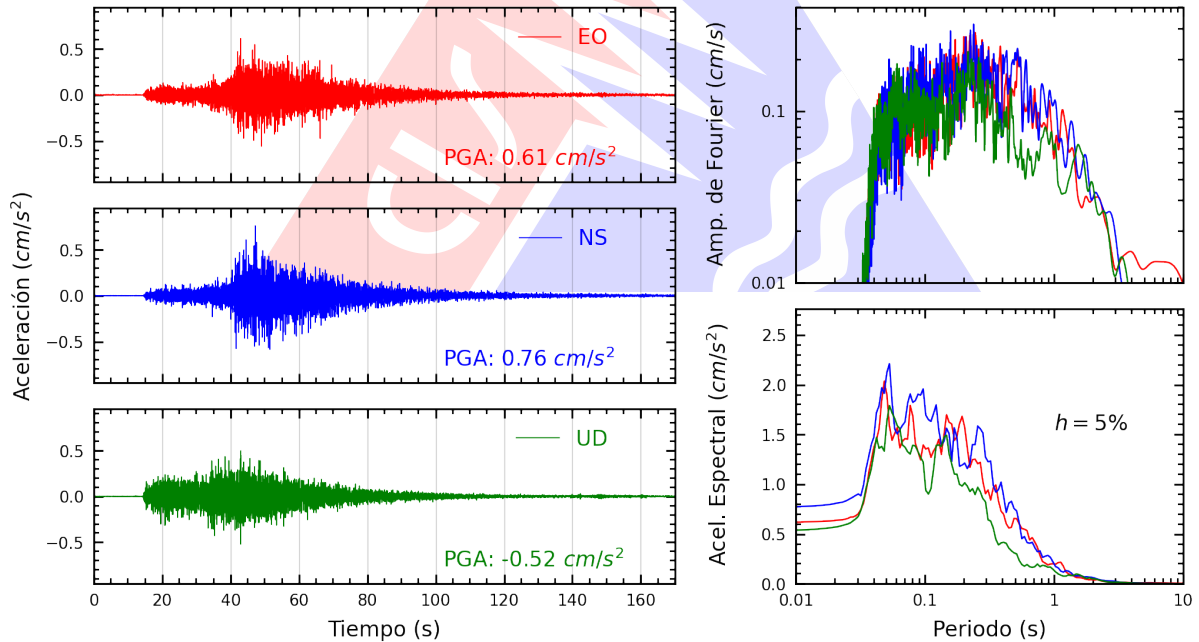 Aceleración (cm/s²)
0.5
0.0
−0.5
EO
PGA: 0.61 cm/s²
0.5
0.0
−0.5
NS
PGA: 0.76 cm/s²
0.5
0.0
−0.5
UD
PGA: -0.52 cm/s²
0 20 40 60 80 100 120 140 160
Tiempo (s)
Amp. de Fourier (cm/s)
0.1
0.01
Acel. Espectral (cm/s²)
2.5
2.0
1.5
1.0
0.5
0.0
h = 5%
0.01 0.1 1 10
Periodo (s)